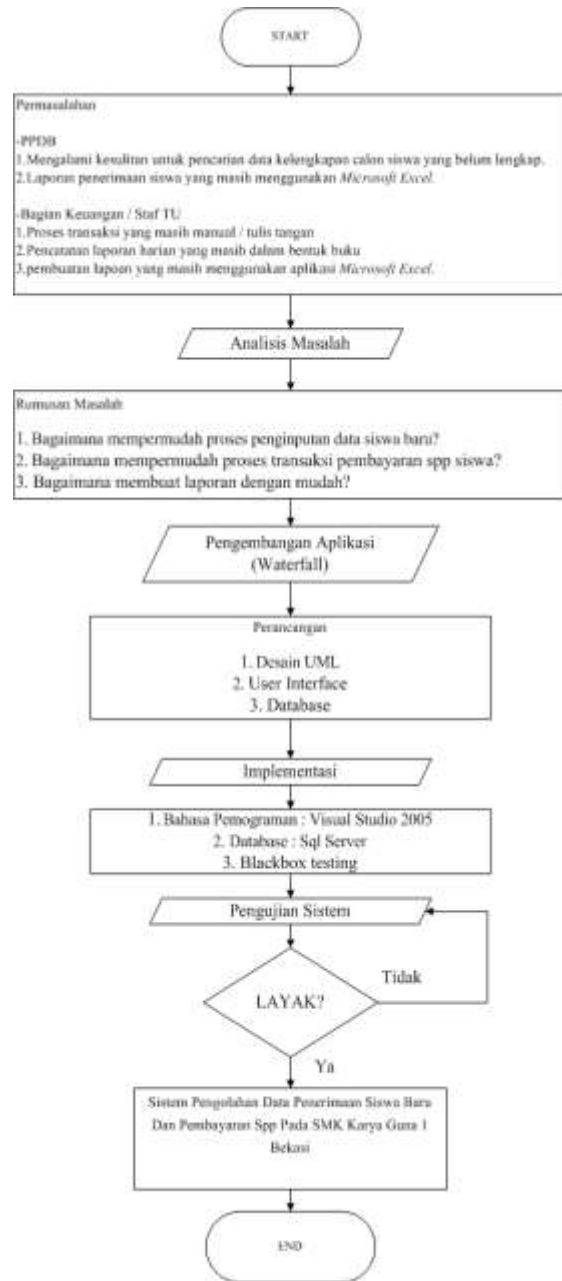 START
Permasalahan
-PPDB
1.Mengalami kesulitan untuk pencarian data kelengkapan calon siswa yang belum lengkap.
2.Laporan penerimaan siswa yang masih menggunakan Microsoft Excel.
-Bagian Keuangan / Staf TU
1.Proses transaksi yang masih manual / tulis tangan
2.Pencatatan laporan harian yang masih dalam bentuk buku
3.pembuatan lapoan yang masih menggunakan aplikasi Microsoft Excel.
Analisis Masalah
Rumusan Masalah
1. Bagaimana mempermudah proses penginputan data siswa baru?
2. Bagaimana mempermudah proses transaksi pembayaran spp siswa?
3. Bagaimana membuat laporan dengan mudah?
Pengembangan Aplikasi
(Waterfall)
Perancangan
1. Desain UML
2. User Interface
3. Database
Implementasi
1. Bahasa Pemograman : Visual Studio 2005
2. Database : Sql Server
3. Blackbox testing
Pengujian Sistem
LAYAK?
Tidak
Ya
Sistem Pengolahan Data Penerimaan Siswa Baru
Dan Pembayaran Spp Pada SMK Karya Guna 1
Bekasi
END